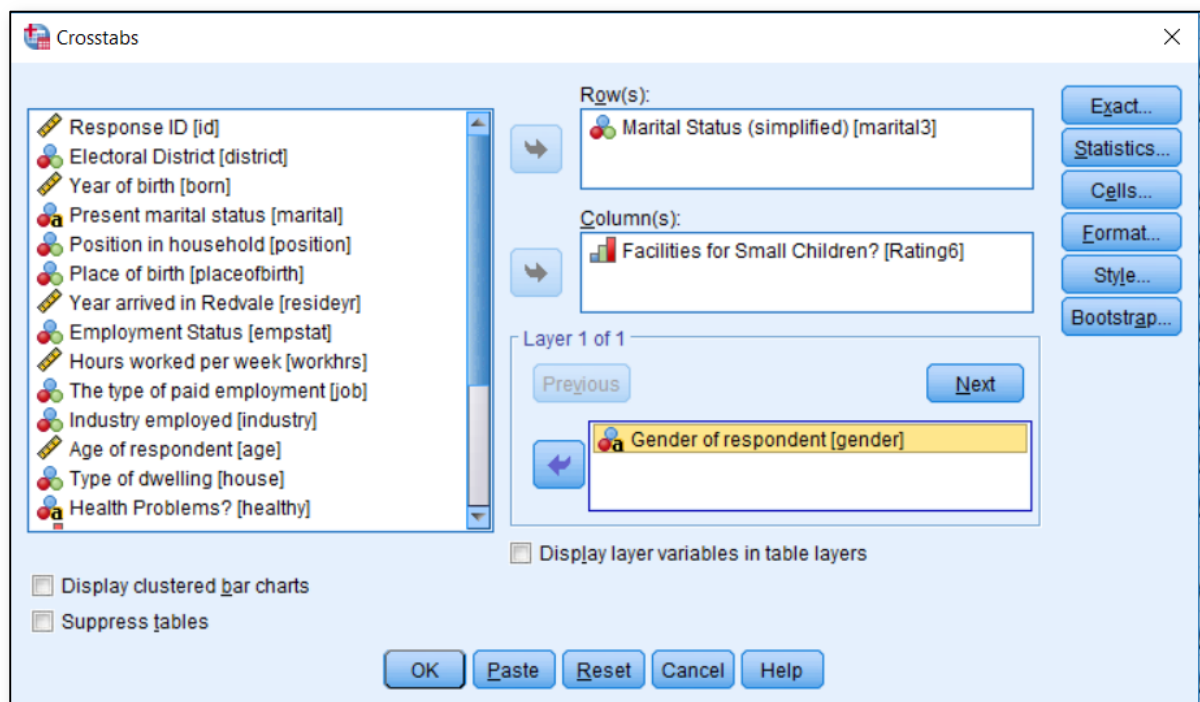 Crosstabs
Response ID [id]
Electoral District [district]
Year of birth [born]
Present marital status [marital]
Position in household [position]
Place of birth [placeofbirth]
Year arrived in Redvale [resideyr]
Employment Status [empstat]
Hours worked per week [workhrs]
The type of paid employment [job]
Industry employed [industry]
Age of respondent [age]
Type of dwelling [house]
Health Problems? [healthy]
Row(s):
Marital Status (simplified) [marital3]
Column(s):
Facilities for Small Children? [Rating6]
Layer 1 of 1
Previous
Next
Gender of respondent [gender]
Display layer variables in table layers
Exact...
Statistics...
Cells...
Format...
Style...
Bootstrap...
Display clustered bar charts
Suppress tables
OK Paste Reset Cancel Help